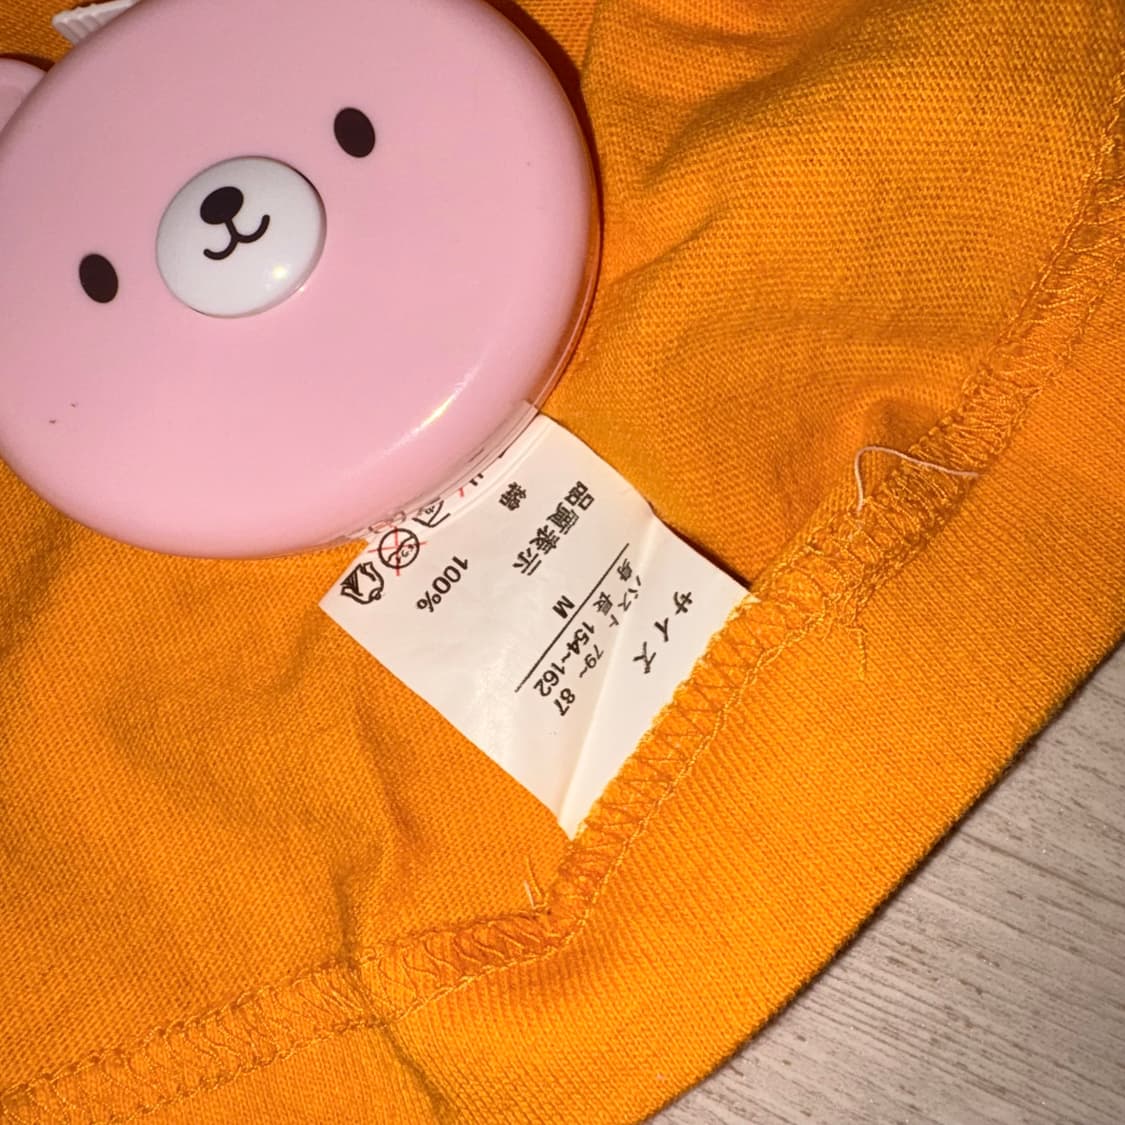 サイズ
バスト 79~ 87
身 長 154~162
M
品質表示
綿 100%